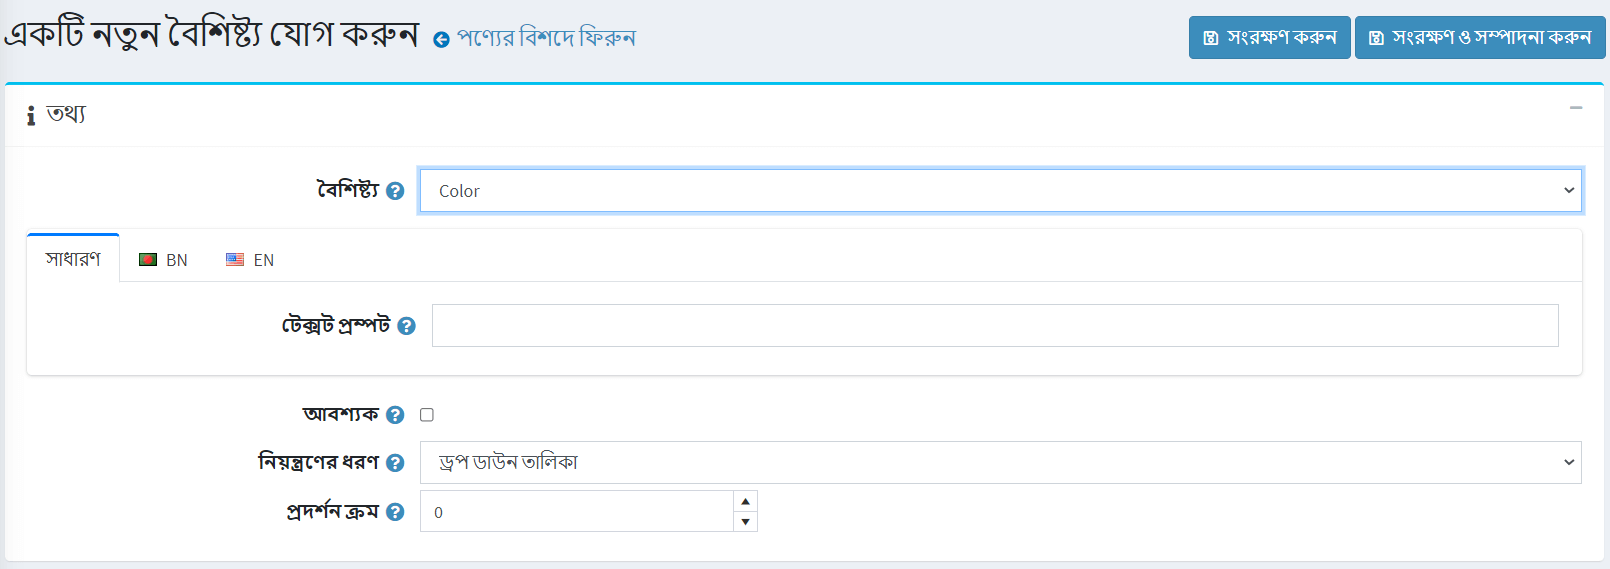 একটি নতুন বৈশিষ্ট্য যোগ করুন পণ্যের বিশদে ফিরুন সংরক্ষণ করুন সংরক্ষণ ও সম্পাদনা করুন
তথ্য
বৈশিষ্ট্য Color
সাধারণ BN EN
টেক্সট প্রম্পট
আবশ্যক
নিয়ন্ত্রণের ধরণ ড্রপ ডাউন তালিকা
প্রদর্শন ক্রম 0